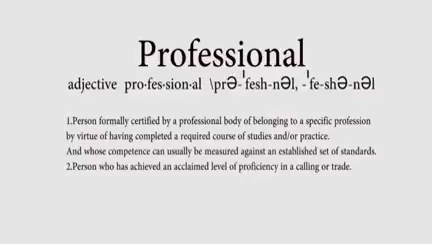 Professional
adjective pro·fes·sion·al \prƏ-ˈfesh-nƏl, -ˈfe-shƏ-nƏl
1.Person formally certified by a professional body of belonging to a specific profession
by virtue of having completed a required course of studies and/or practice.
And whose competence can usually be measured against an established set of standards.
2.Person who has achieved an acclaimed level of proficiency in a calling or trade.